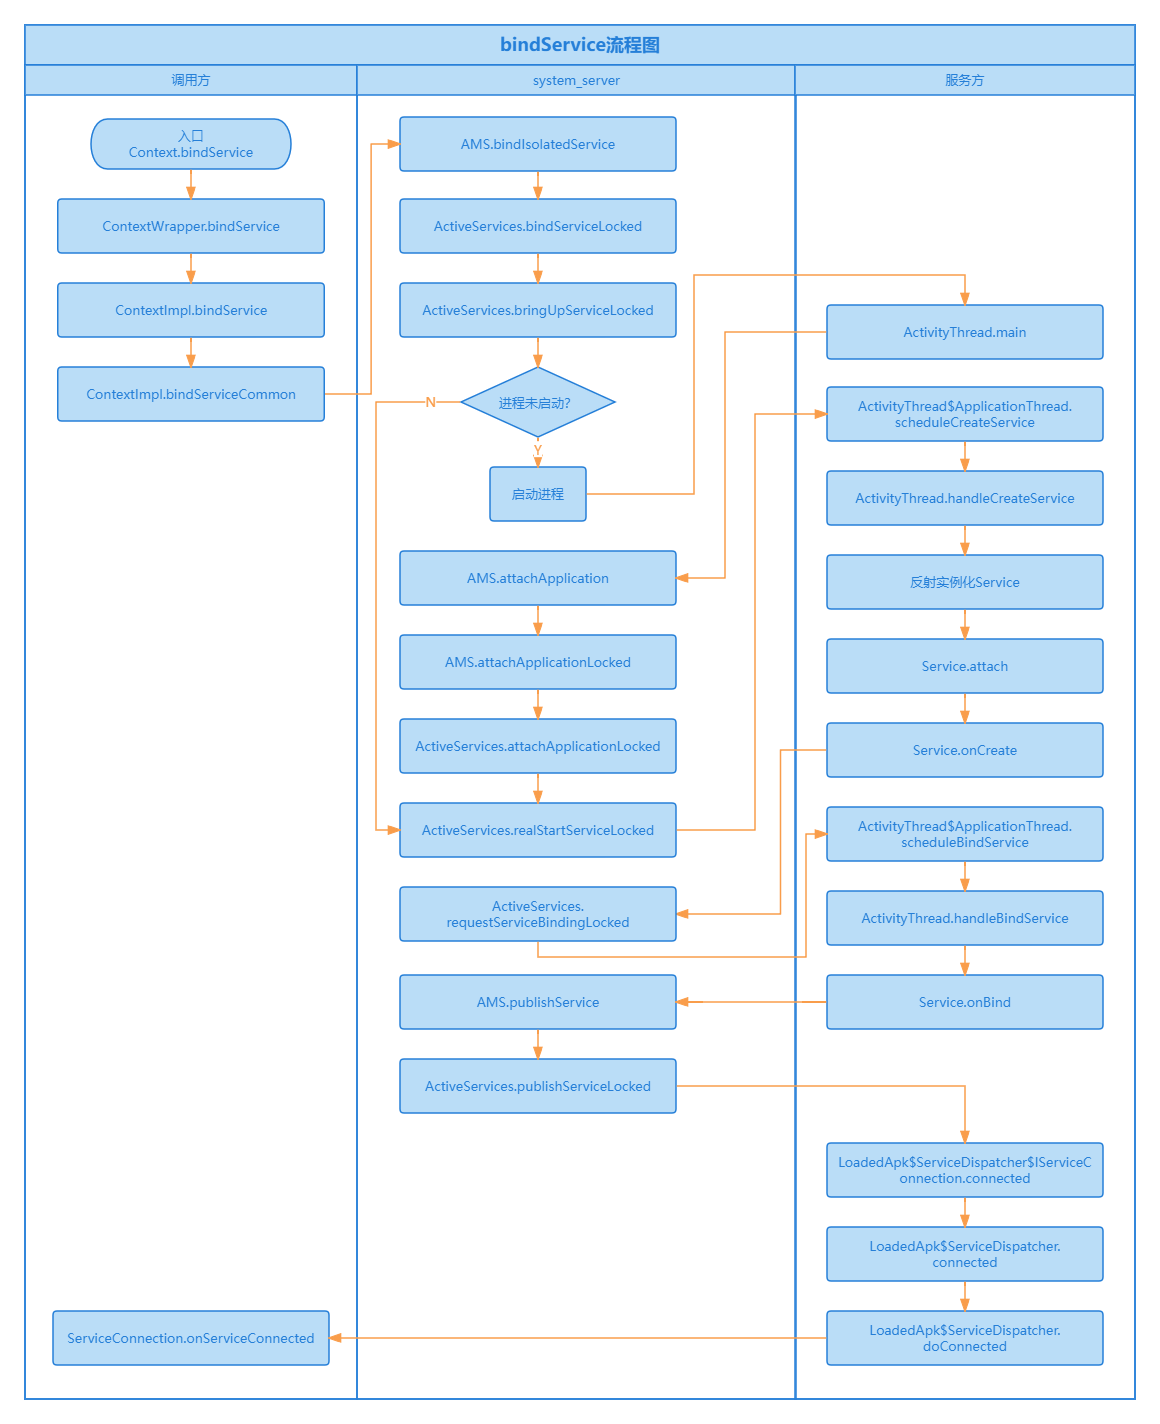 bindService流程图
调用方
system_server
服务方
入口
Context.bindService
ContextWrapper.bindService
ContextImpl.bindService
ContextImpl.bindServiceCommon
AMS.bindIsolatedService
ActiveServices.bindServiceLocked
ActiveServices.bringUpServiceLocked
进程未启动?
N
Y
启动进程
ActivityThread.main
AMS.attachApplication
AMS.attachApplicationLocked
ActiveServices.attachApplicationLocked
ActiveServices.realStartServiceLocked
ActivityThread$ApplicationThread.
scheduleCreateService
ActivityThread.handleCreateService
反射实例化Service
Service.attach
Service.onCreate
ActiveServices.
requestServiceBindingLocked
ActivityThread$ApplicationThread.
scheduleBindService
ActivityThread.handleBindService
Service.onBind
AMS.publishService
ActiveServices.publishServiceLocked
LoadedApk$ServiceDispatcher$IServiceC
onnection.connected
LoadedApk$ServiceDispatcher.
connected
LoadedApk$ServiceDispatcher.
doConnected
ServiceConnection.onServiceConnected